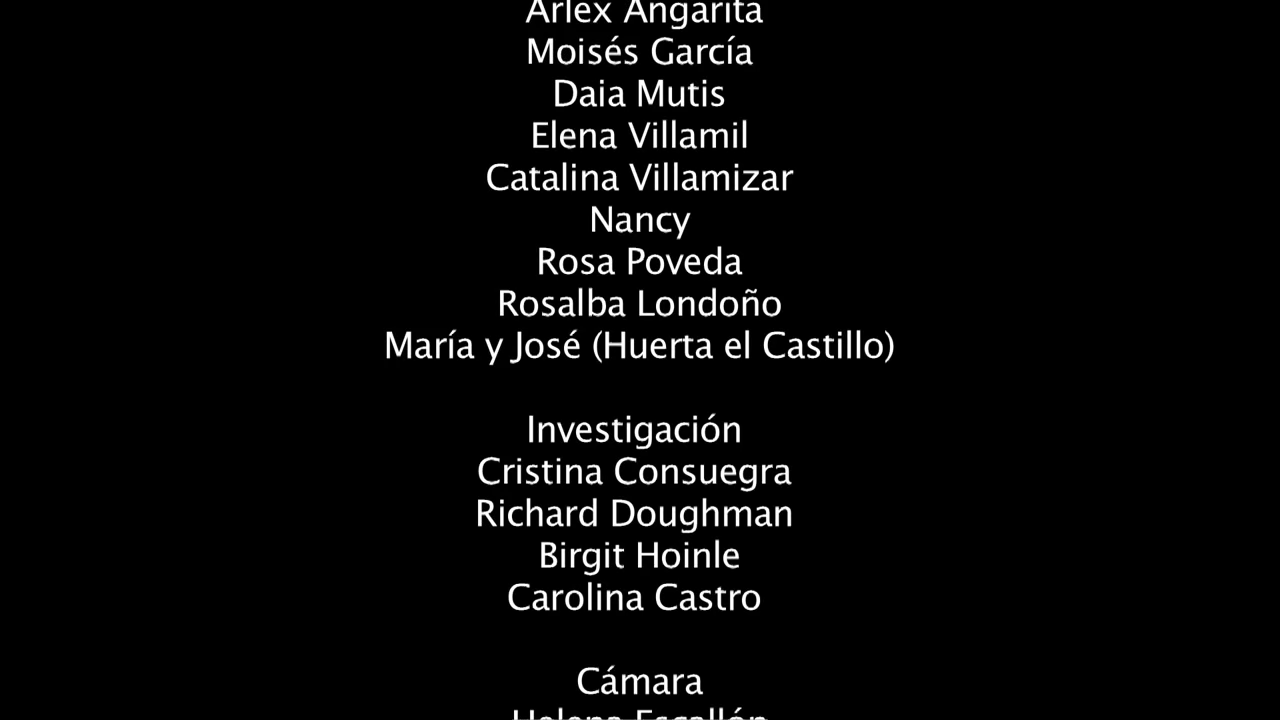 Arlex Angarita
Moisés García
Daia Mutis
Elena Villamil
Catalina Villamizar
Nancy
Rosa Poveda
Rosalba Londoño
María y José (Huerta el Castillo)
Investigación
Cristina Consuegra
Richard Doughman
Birgit Hoinle
Carolina Castro
Cámara